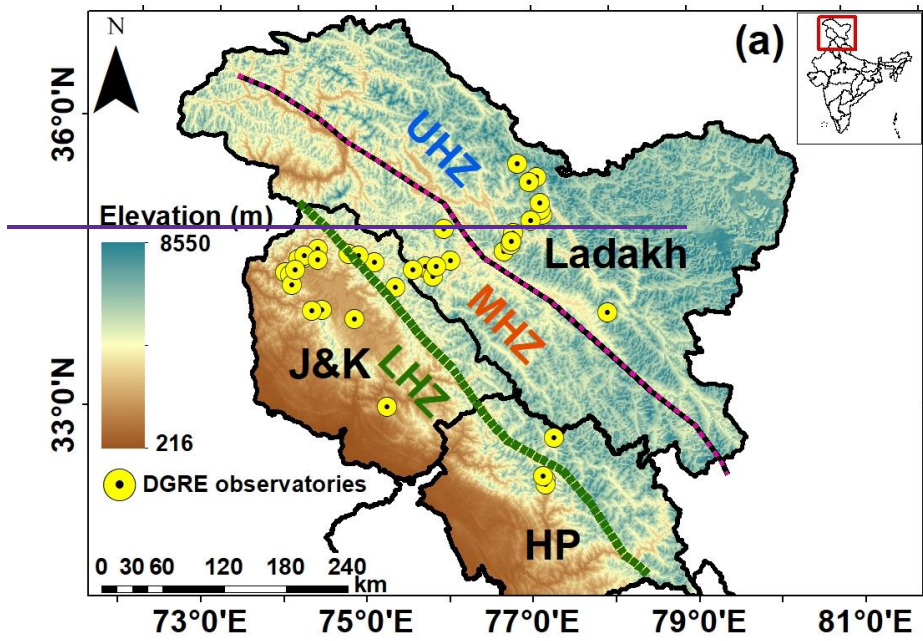 N
(a)
36°0'N
UHZ
Elevation (m)
8550
Ladakh
MHZ
J&K
LHZ
33°0'N
216
DGRE observatories
HP
0 30 60 120 180 240
km
73°0'E 75°0'E 77°0'E 79°0'E 81°0'E